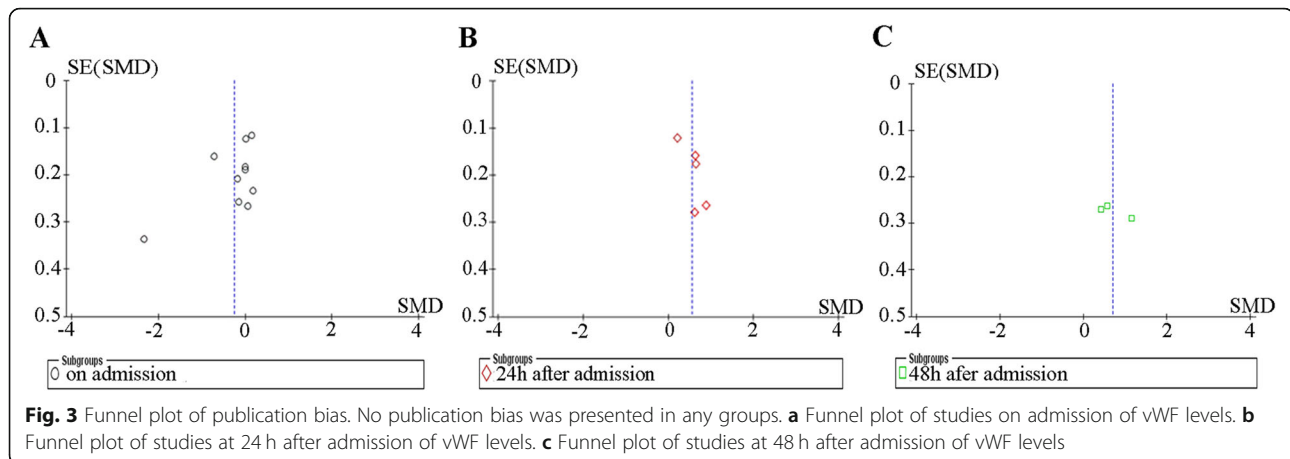 A
SE(SMD)
0
0.1
0.2
0.3
0.4
0.5
-4
-2
0
2
4
SMD
Subgroups
on admission
B
SE(SMD)
0
0.1
0.2
0.3
0.4
0.5
-4
-2
0
2
4
SMD
Subgroups
24h after admission
C
SE(SMD)
0
0.1
0.2
0.3
0.4
0.5
-4
-2
0
2
4
SMD
Subgroups
48h afer admission
Fig. 3 Funnel plot of publication bias. No publication bias was presented in any groups. a Funnel plot of studies on admission of vWF levels. b
Funnel plot of studies at 24 h after admission of vWF levels. c Funnel plot of studies at 48 h after admission of vWF levels